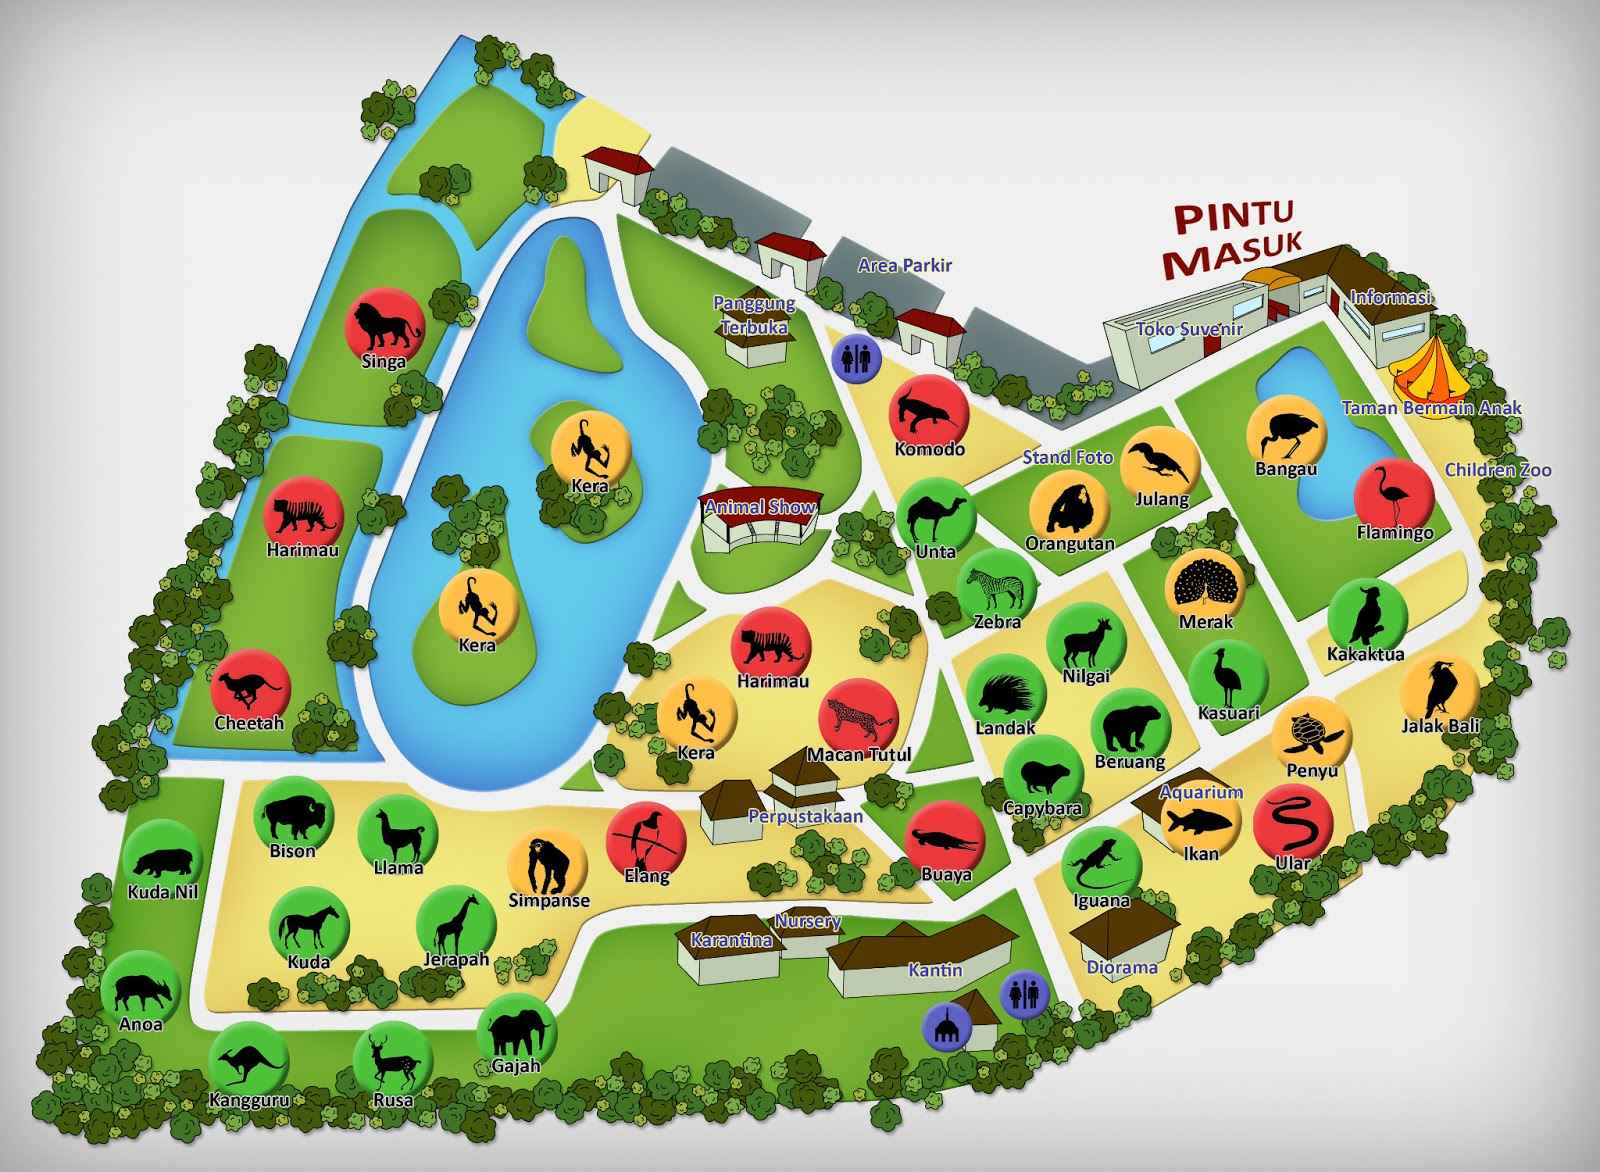 PINTU
MASUK
Area Parkir
Informasi
Panggung
Terbuka
Toko Suvenir
Singa
Taman Bermain Anak
Komodo
Stand Foto
Bangau
Children Zoo
Kera
Julang
Animal Show
Flamingo
Harimau
Unta
Orangutan
Zebra
Merak
Kera
Kakaktua
Harimau
Nilgai
Cheetah
Landak
Kasuari
Jalak Bali
Kera
Macan Tutul
Beruang
Penyu
Aquarium
Capybara
Perpustakaan
Bison
Llama
Elang
Buaya
Ikan
Ular
Kuda Nil
Simpanse
Iguana
Nursery
Karantina
Kuda
Jerapah
Kantin
Diorama
Anoa
Gajah
Kangguru
Rusa